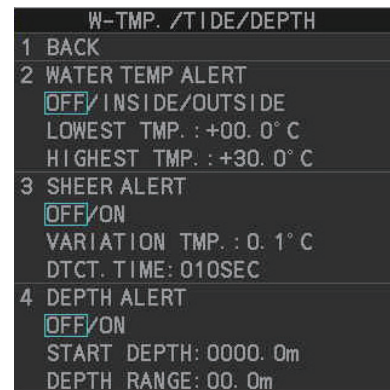 W-TMP. /TIDE/DEPTH
1 BACK
2 WATER TEMP ALERT
OFF/INSIDE/OUTSIDE
LOWEST TMP. :+00. 0°C
HIGHEST TMP. :+30. 0°C
3 SHEER ALERT
OFF/ON
VARIATION TMP. :0. 1°C
DTCT. TIME:010SEC
4 DEPTH ALERT
OFF/ON
START DEPTH:0000. 0m
DEPTH RANGE:00. 0m